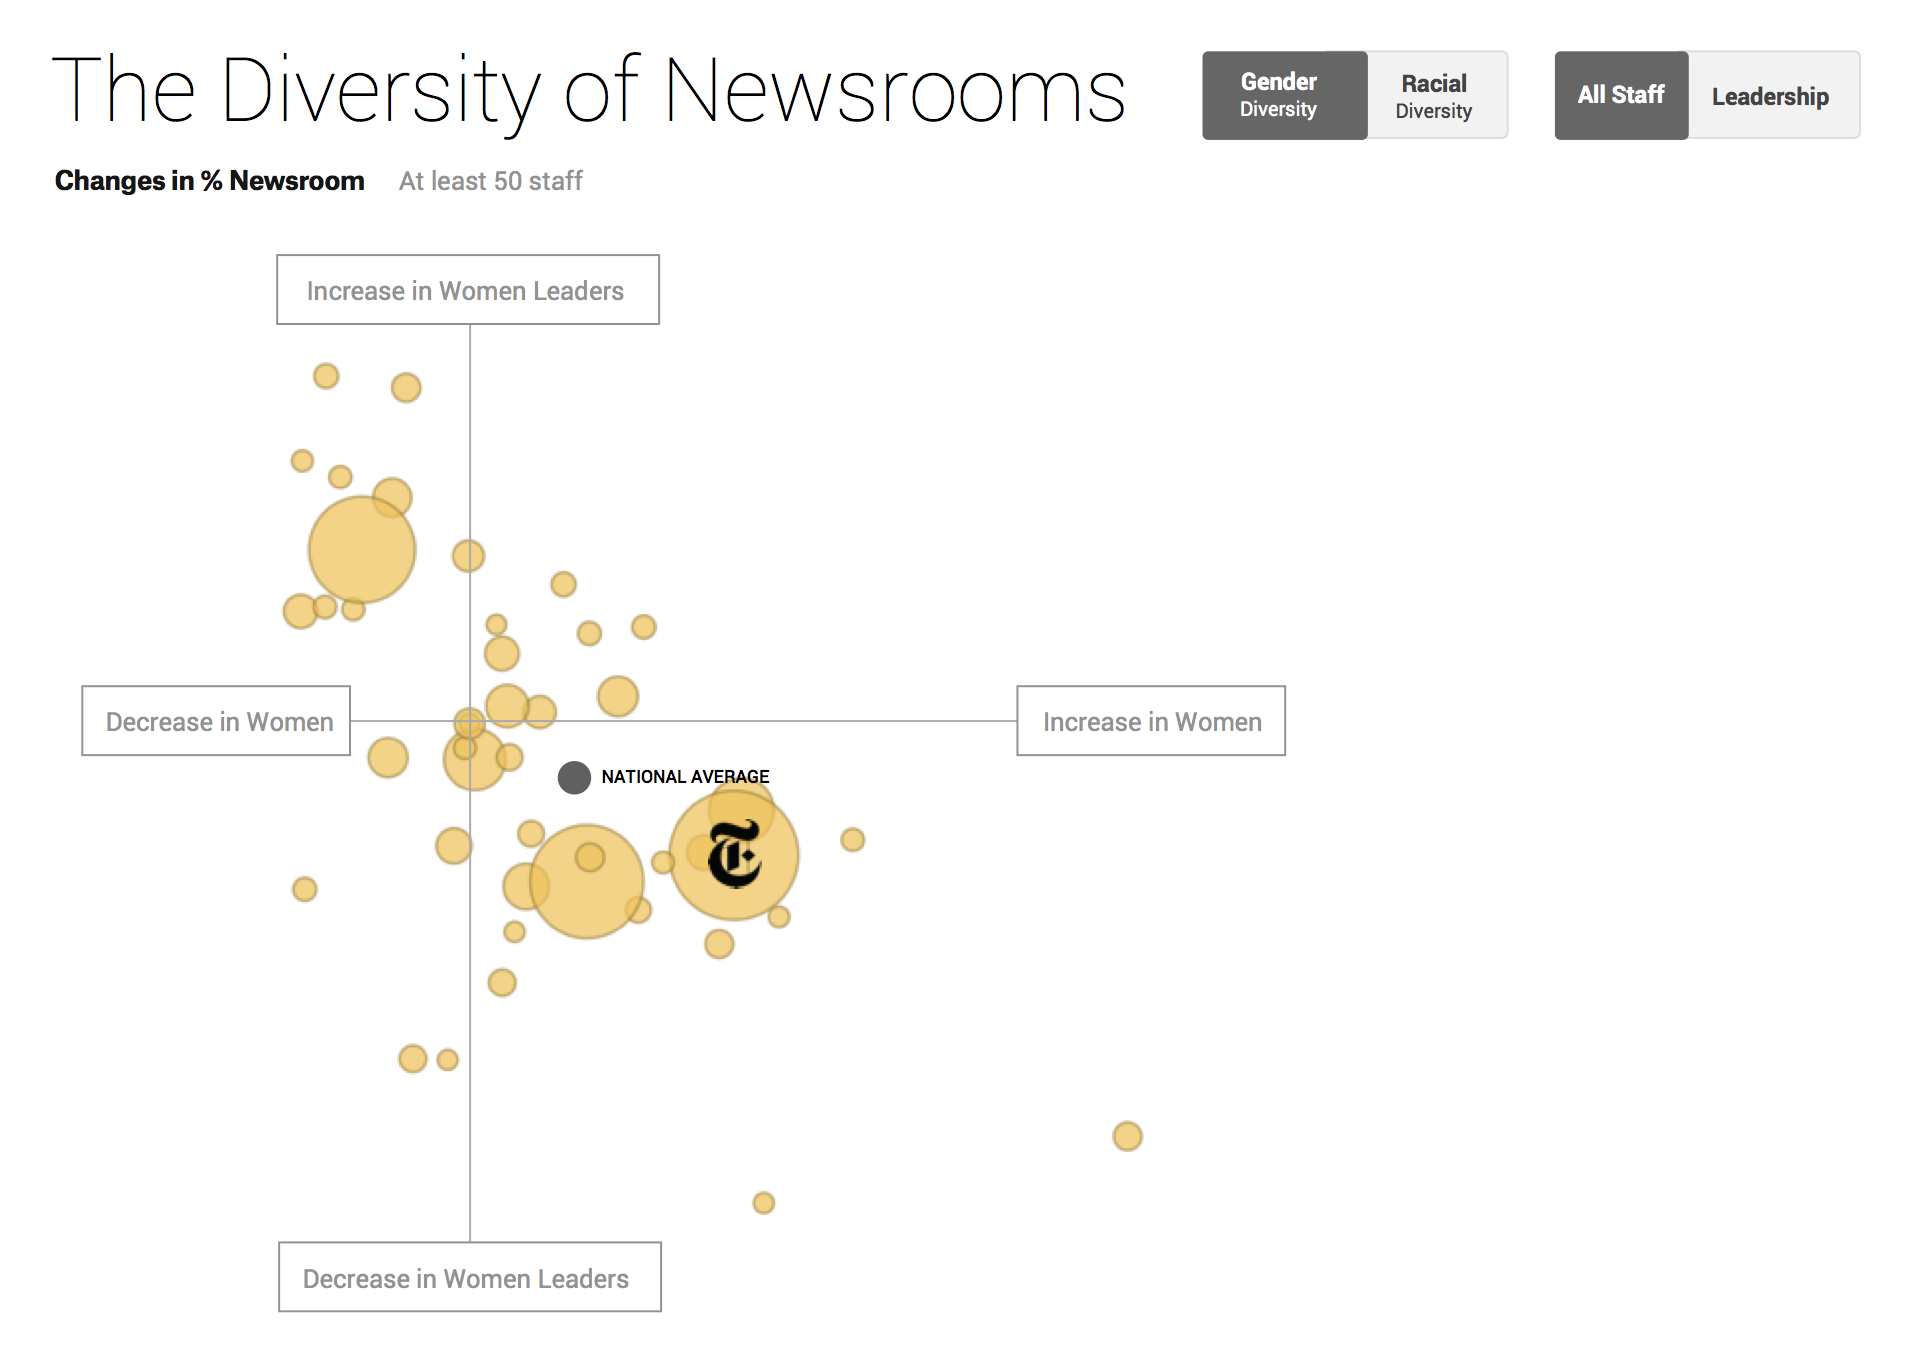 The Diversity of Newsrooms
Gender
Diversity
Racial
Diversity
All Staff
Leadership
Changes in % Newsroom
At least 50 staff
Increase in Women Leaders
Decrease in Women
Increase in Women
NATIONAL AVERAGE
T
Decrease in Women Leaders